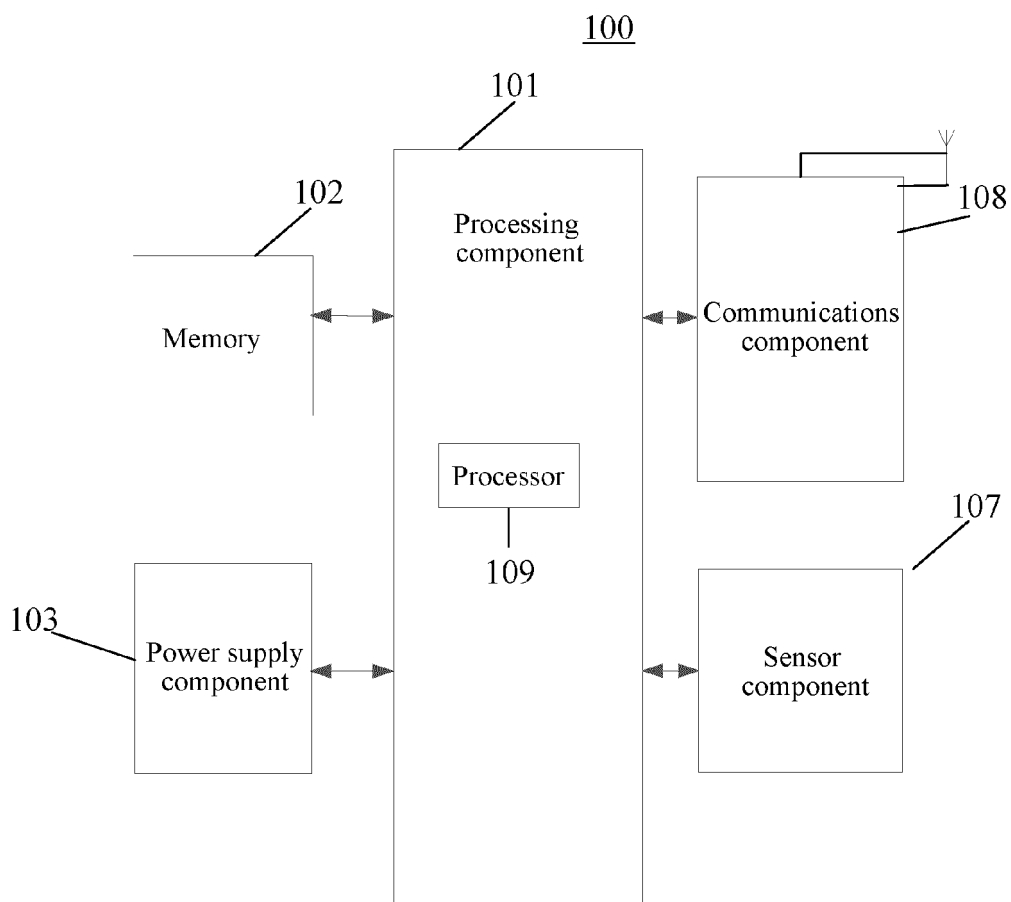 100
101
102
Processing
component
108
Memory
Communications
component
Processor
109
107
103
Power supply
component
Sensor
component